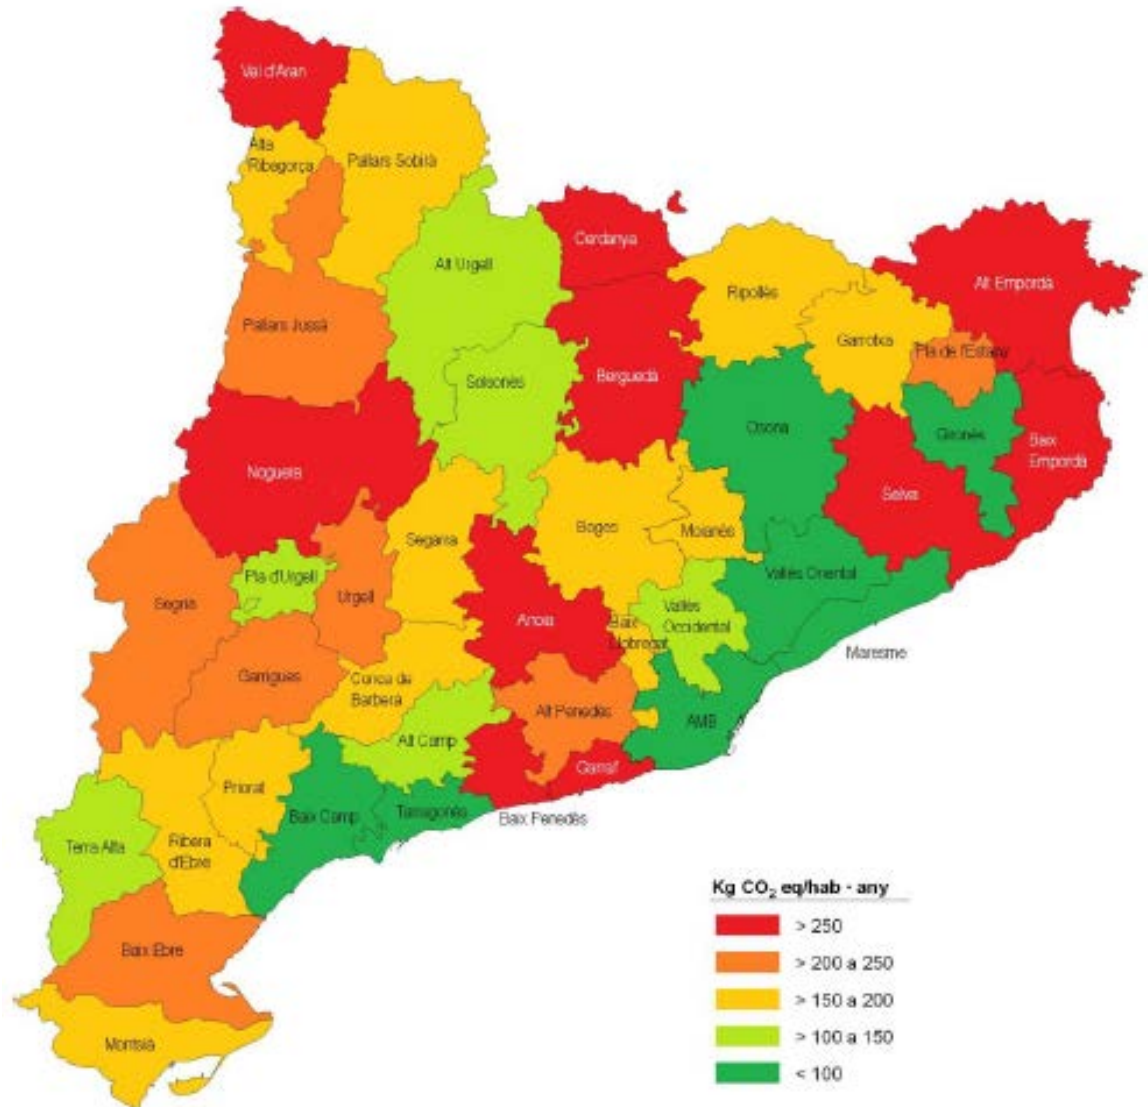 Val d'Aran
Alta
Ribagorça
Pallars Sobirà
Cerdanya
Alt Urgell
Ripollès
Alt Empordà
Pallars Jussà
Garrotxa
Pla de l'Estany
Solsonès
Berguedà
Osona
Gironès
Baix
Empordà
Noguera
Selva
Segarra
Bages
Moianès
Pla d'Urgell
Vallès Oriental
Segrià
Urgell
Anoia
Baix
Llobregat
Vallès
Occidental
Maresme
Garrigues
Conca de
Barberà
Alt Penedès
AMB
Alt Camp
Garraf
Priorat
Baix Camp
Tarragonès
Baix Penedès
Terra Alta
Ribera
d'Ebre
Baix Ebre
Montsià
Kg CO₂ eq/hab - any
> 250
> 200 a 250
> 150 a 200
> 100 a 150
< 100